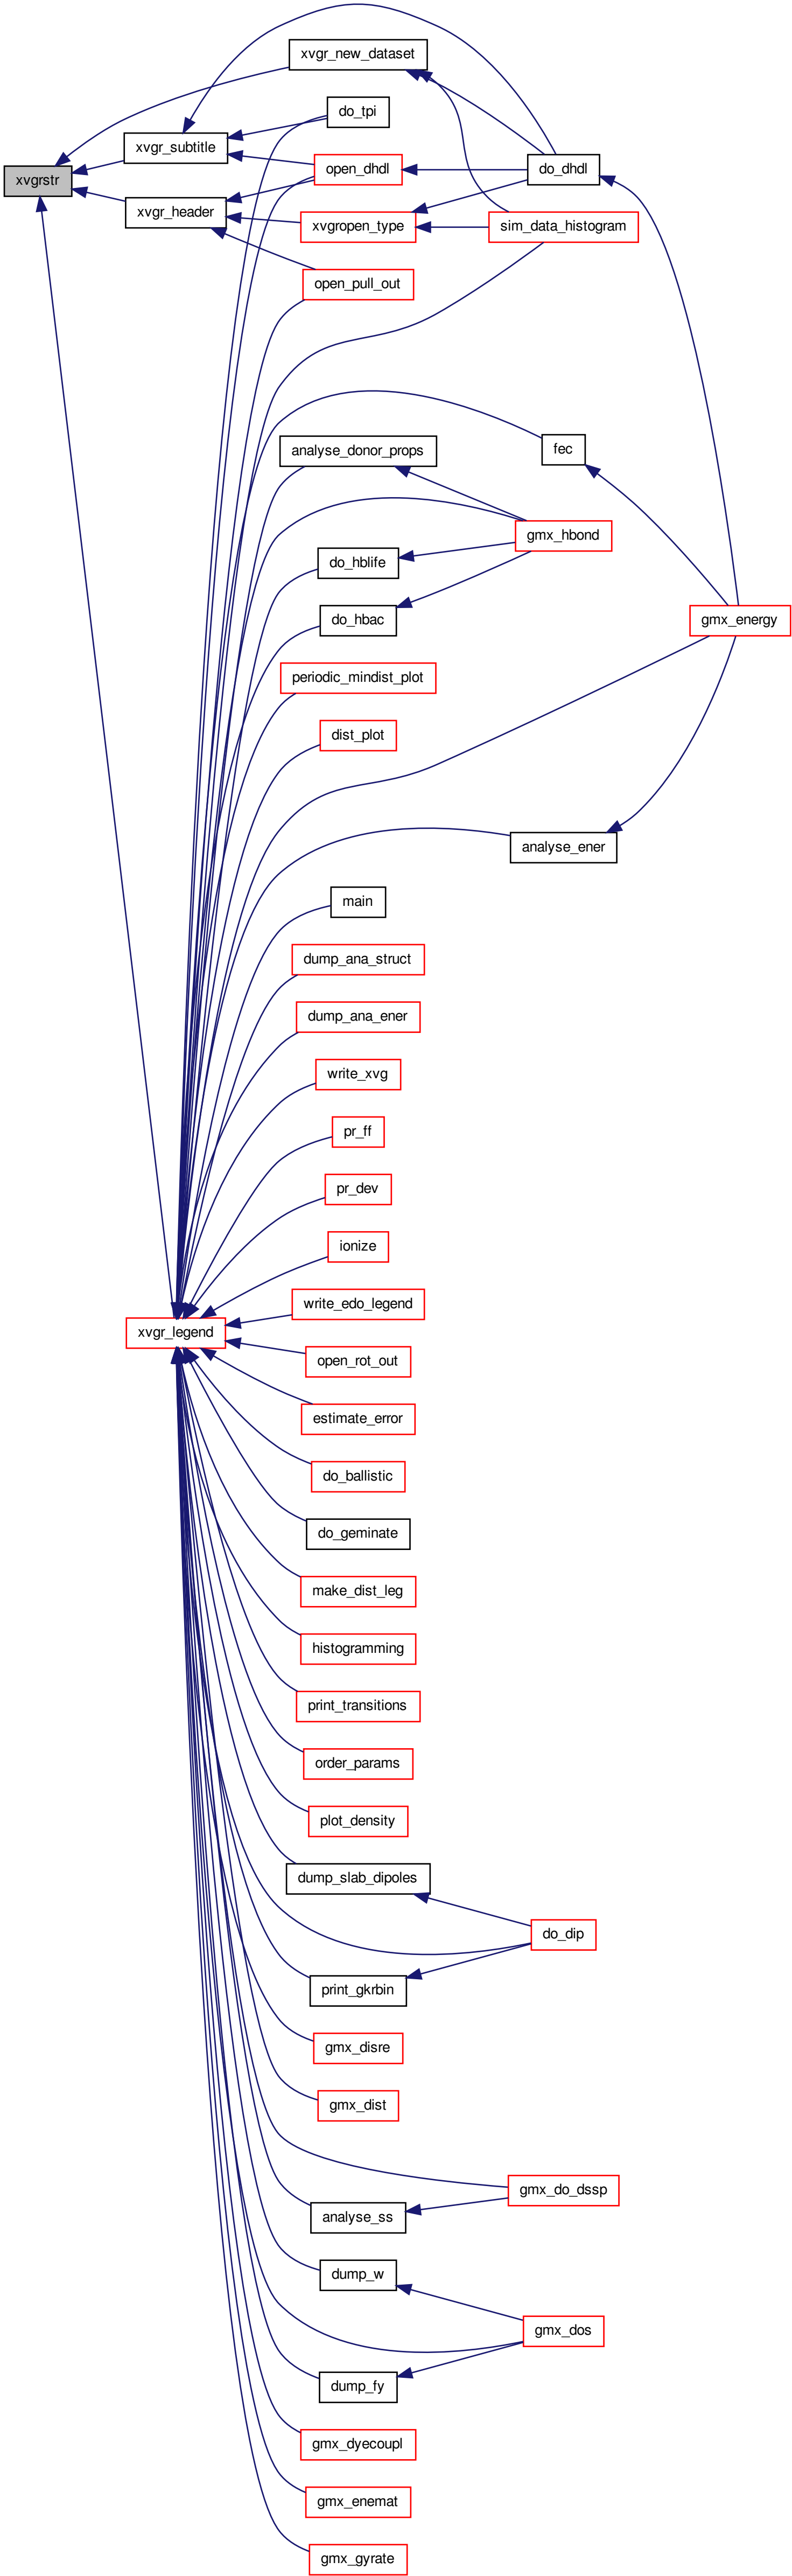 xvgr_new_dataset
do_tpi
xvgr_subtitle
open_dhdl
do_dhdl
xvgrstr
xvgr_header
xvgropen_type
sim_data_histogram
open_pull_out
analyse_donor_props
fec
gmx_hbond
do_hblife
do_hbac
gmx_energy
periodic_mindist_plot
dist_plot
analyse_ener
main
dump_ana_struct
dump_ana_ener
write_xvg
pr_ff
pr_dev
ionize
write_edo_legend
xvgr_legend
open_rot_out
estimate_error
do_ballistic
do_geminate
make_dist_leg
histogramming
print_transitions
order_params
plot_density
dump_slab_dipoles
do_dip
print_gkrbin
gmx_disre
gmx_dist
gmx_do_dssp
analyse_ss
dump_w
gmx_dos
dump_fy
gmx_dyecoupl
gmx_enemat
gmx_gyrate